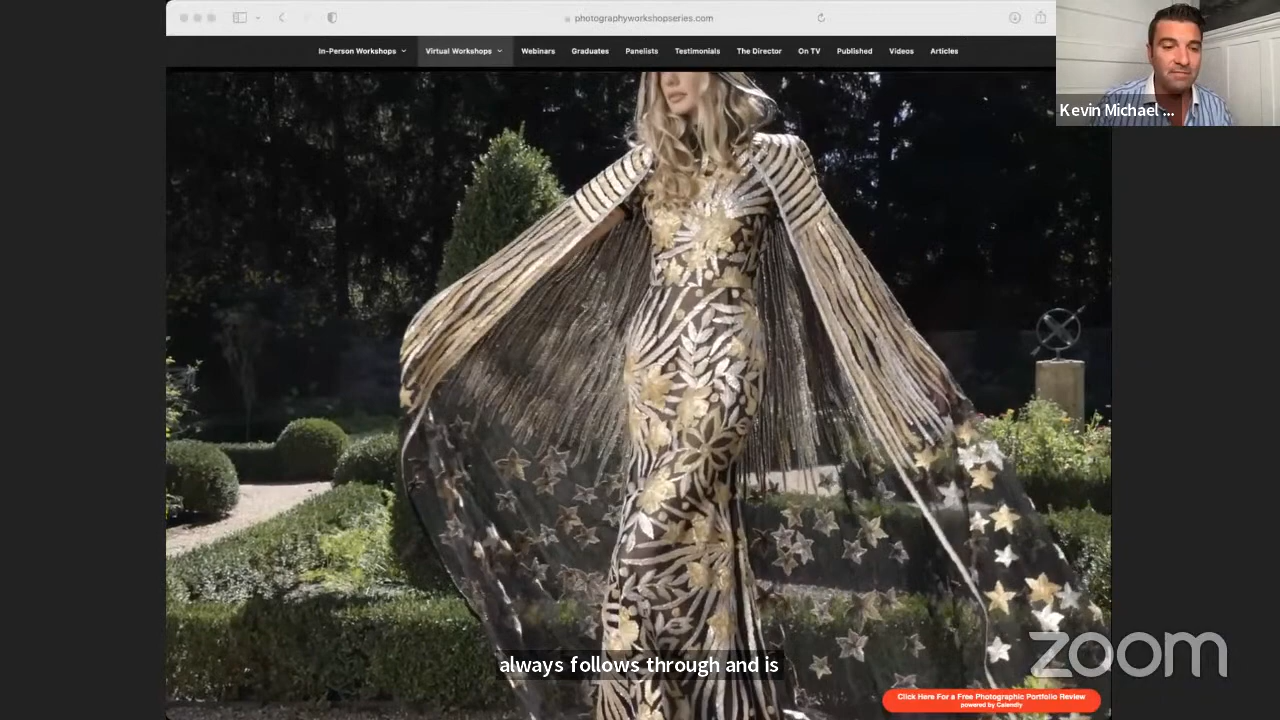 photographyworkshopseries.com
In-Person Workshops Virtual Workshops Webinars Graduates Panelists Testimonials The Director On TV Published Videos Articles
Kevin Michael ...
always follows through and is
zoom
Click Here For a Free Photographic Portfolio Review
powered by Calendly